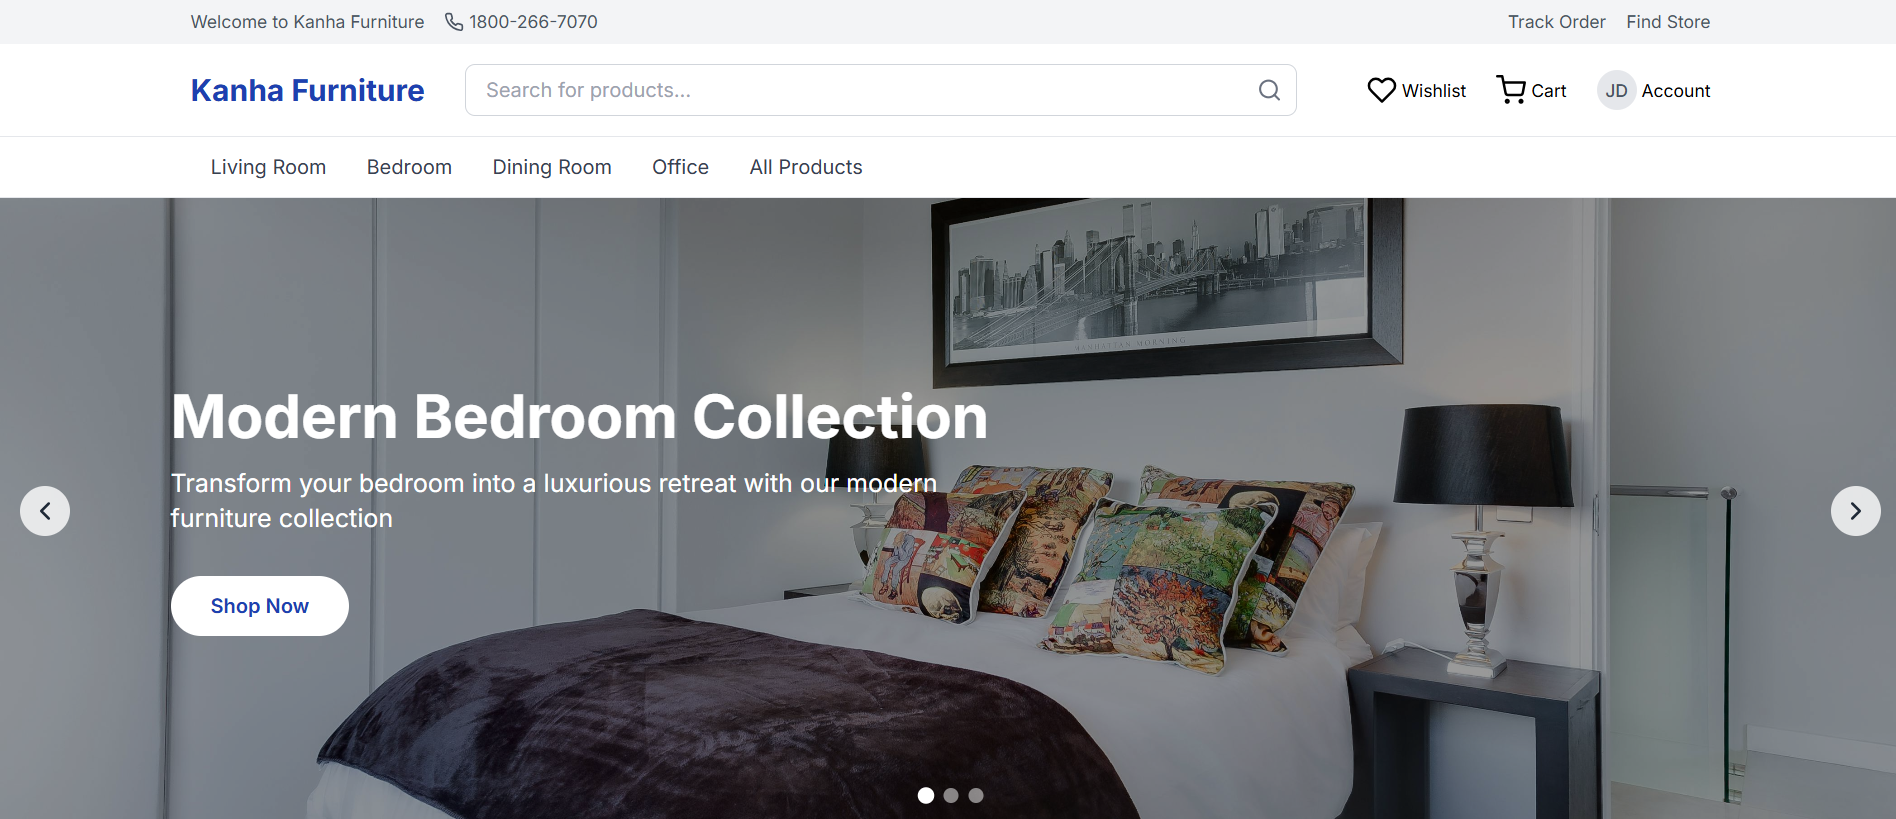 Welcome to Kanha Furniture 1800-266-7070 Track Order Find Store
Kanha Furniture Search for products... Wishlist Cart JD Account
Living Room Bedroom Dining Room Office All Products
MANHATTAN MORNING
Modern Bedroom Collection
Transform your bedroom into a luxurious retreat with our modern
furniture collection
Shop Now